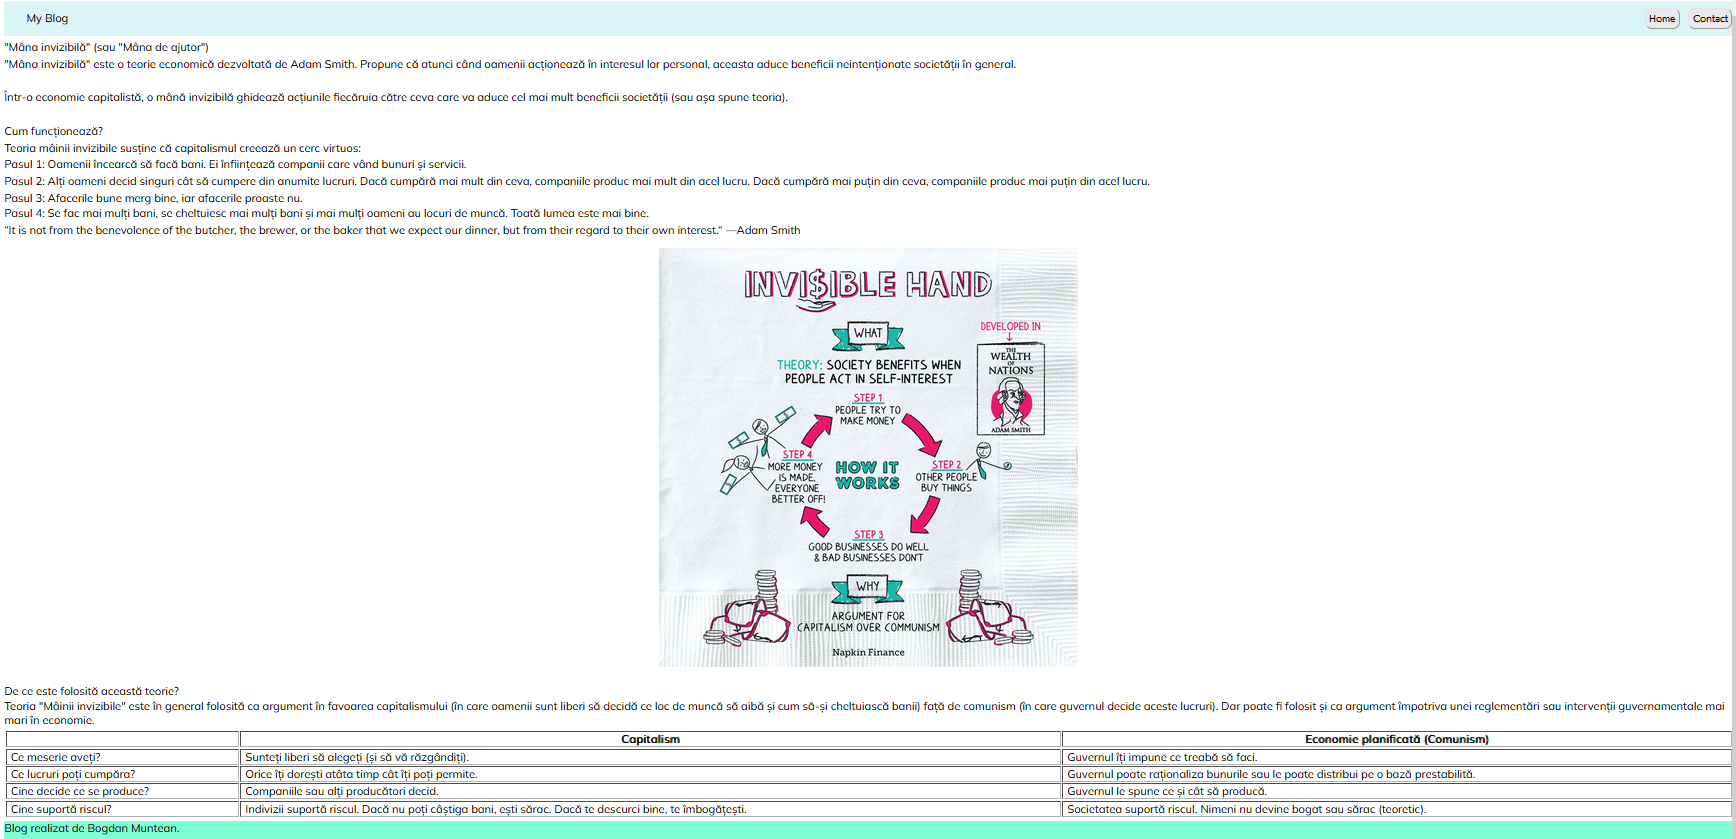 My Blog
Home
Contact
"Mâna invizibilă" (sau "Mâna de ajutor")
"Mâna invizibilă" este o teorie economică dezvoltată de Adam Smith. Propune că atunci când oamenii acționează în interesul lor personal, aceasta aduce beneficii neintenționate societății în general.
Într-o economie capitalistă, o mână invizibilă ghidează acțiunile fiecăruia către ceva care va aduce cel mai mult beneficii societății (sau așa spune teoria).
Cum funcționează?
Teoria mâinii invizibile susține că capitalismul creează un cerc virtuos:
Pasul 1: Oamenii încearcă să facă bani. Ei înființează companii care vând bunuri și servicii.
Pasul 2: Alți oameni decid singuri cât să cumpere din anumite lucruri. Dacă cumpără mai mult din ceva, companiile produc mai mult din acel lucru. Dacă cumpără mai puțin din ceva, companiile produc mai puțin din acel lucru.
Pasul 3: Afacerile bune merg bine, iar afacerile proaste nu.
Pasul 4: Se fac mai mulți bani, se cheltuiesc mai mulți bani și mai mulți oameni au locuri de muncă. Toată lumea este mai bine.
"It is not from the benevolence of the butcher, the brewer, or the baker that we expect our dinner, but from their regard to their own interest." —Adam Smith
INVI$IBLE HAND
WHAT
DEVELOPED IN
THE
WEALTH
OF
NATIONS
ADAM SMITH
THEORY: SOCIETY BENEFITS WHEN
PEOPLE ACT IN SELF-INTEREST
STEP 1
PEOPLE TRY TO
MAKE MONEY
STEP 2
OTHER PEOPLE
BUY THINGS
HOW IT
WORKS
STEP 4
MORE MONEY
IS MADE.
EVERYONE
BETTER OFF!
STEP 3
GOOD BUSINESSES DO WELL
& BAD BUSINESSES DON'T
WHY
ARGUMENT FOR
CAPITALISM OVER COMMUNISM
Napkin Finance
De ce este folosită această teorie?
Teoria "Mâinii invizibile" este în general folosită ca argument în favoarea capitalismului (în care oamenii sunt liberi să decidă ce loc de muncă să aibă și cum să-și cheltuiască banii) față de comunism (în care guvernul decide aceste lucruri). Dar poate fi folosit și ca argument împotriva unei reglementări sau intervenții guvernamentale mai
mari în economie.
Capitalism
Economie planificată (Comunism)
Ce meserie aveți?
Sunteți liberi să alegeți (și să vă răzgândiți).
Guvernul îți impune ce treabă să faci.
Ce lucruri poți cumpăra?
Orice îți dorești atâta timp cât îți poți permite.
Guvernul poate raționaliza bunurile sau le poate distribui pe o bază prestabilită.
Cine decide ce se produce?
Companiile sau alți producători decid.
Guvernul le spune ce și cât să producă.
Cine suportă riscul?
Indivizii suportă riscul. Dacă nu poți câștiga bani, ești sărac. Dacă te descurci bine, te îmbogățești.
Societatea suportă riscul. Nimeni nu devine bogat sau sărac (teoretic).
Blog realizat de Bogdan Muntean.